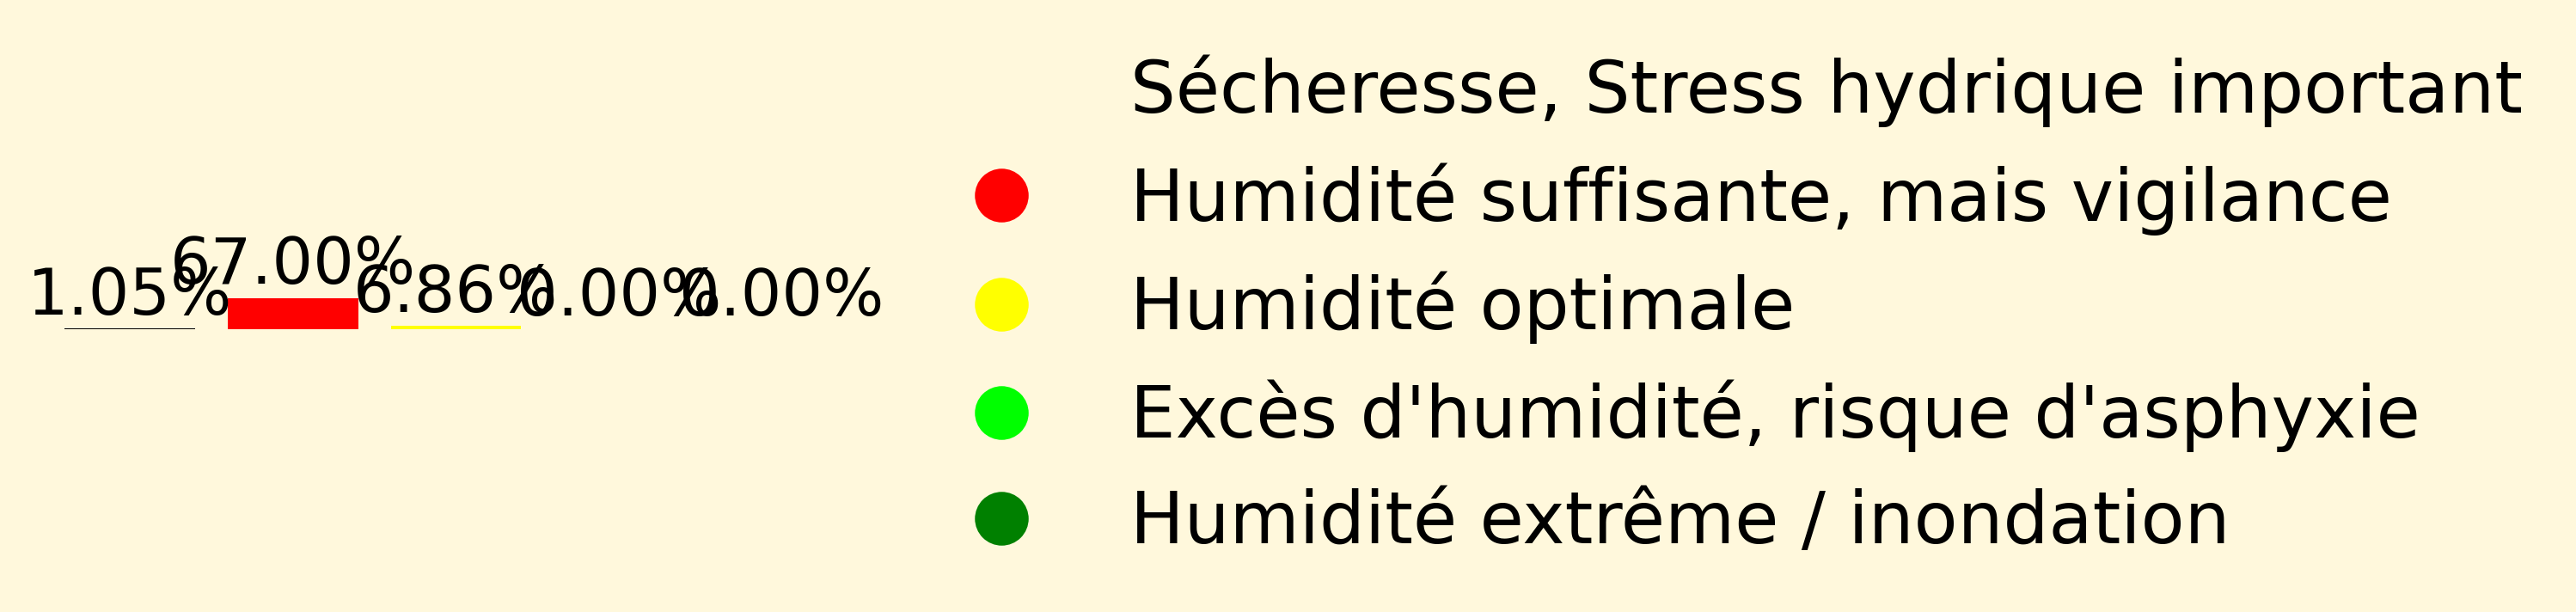 Sécheresse, Stress hydrique important
Humidité suffisante, mais vigilance
67.00%
1.05% 6.86% 0.00% 0.00%
Humidité optimale
Excès d'humidité, risque d'asphyxie
Humidité extrême / inondation